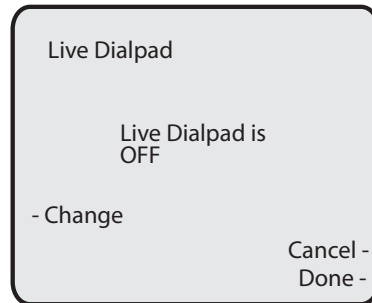 Live Dialpad
Live Dialpad is
OFF
- Change
Cancel -
Done -